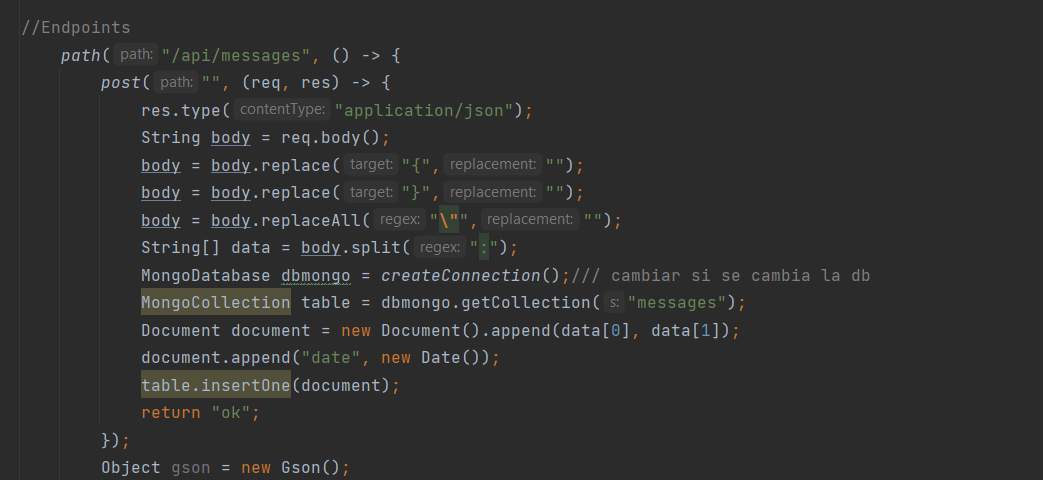 //Endpoints
path( path: "/api/messages", () -> {
post( path: "", (req, res) -> {
res.type( contentType: "application/json");
String body = req.body();
body = body.replace( target: "{", replacement: "");
body = body.replace( target: "}", replacement: "");
body = body.replaceAll( regex: "\"", replacement: "");
String[] data = body.split( regex: ":");
MongoDatabase dbmongo = createConnection();/// cambiar si se cambia la db
MongoCollection table = dbmongo.getCollection( s: "messages");
Document document = new Document().append(data[0], data[1]);
document.append("date", new Date());
table.insertOne(document);
return "ok";
});
Object gson = new Gson();